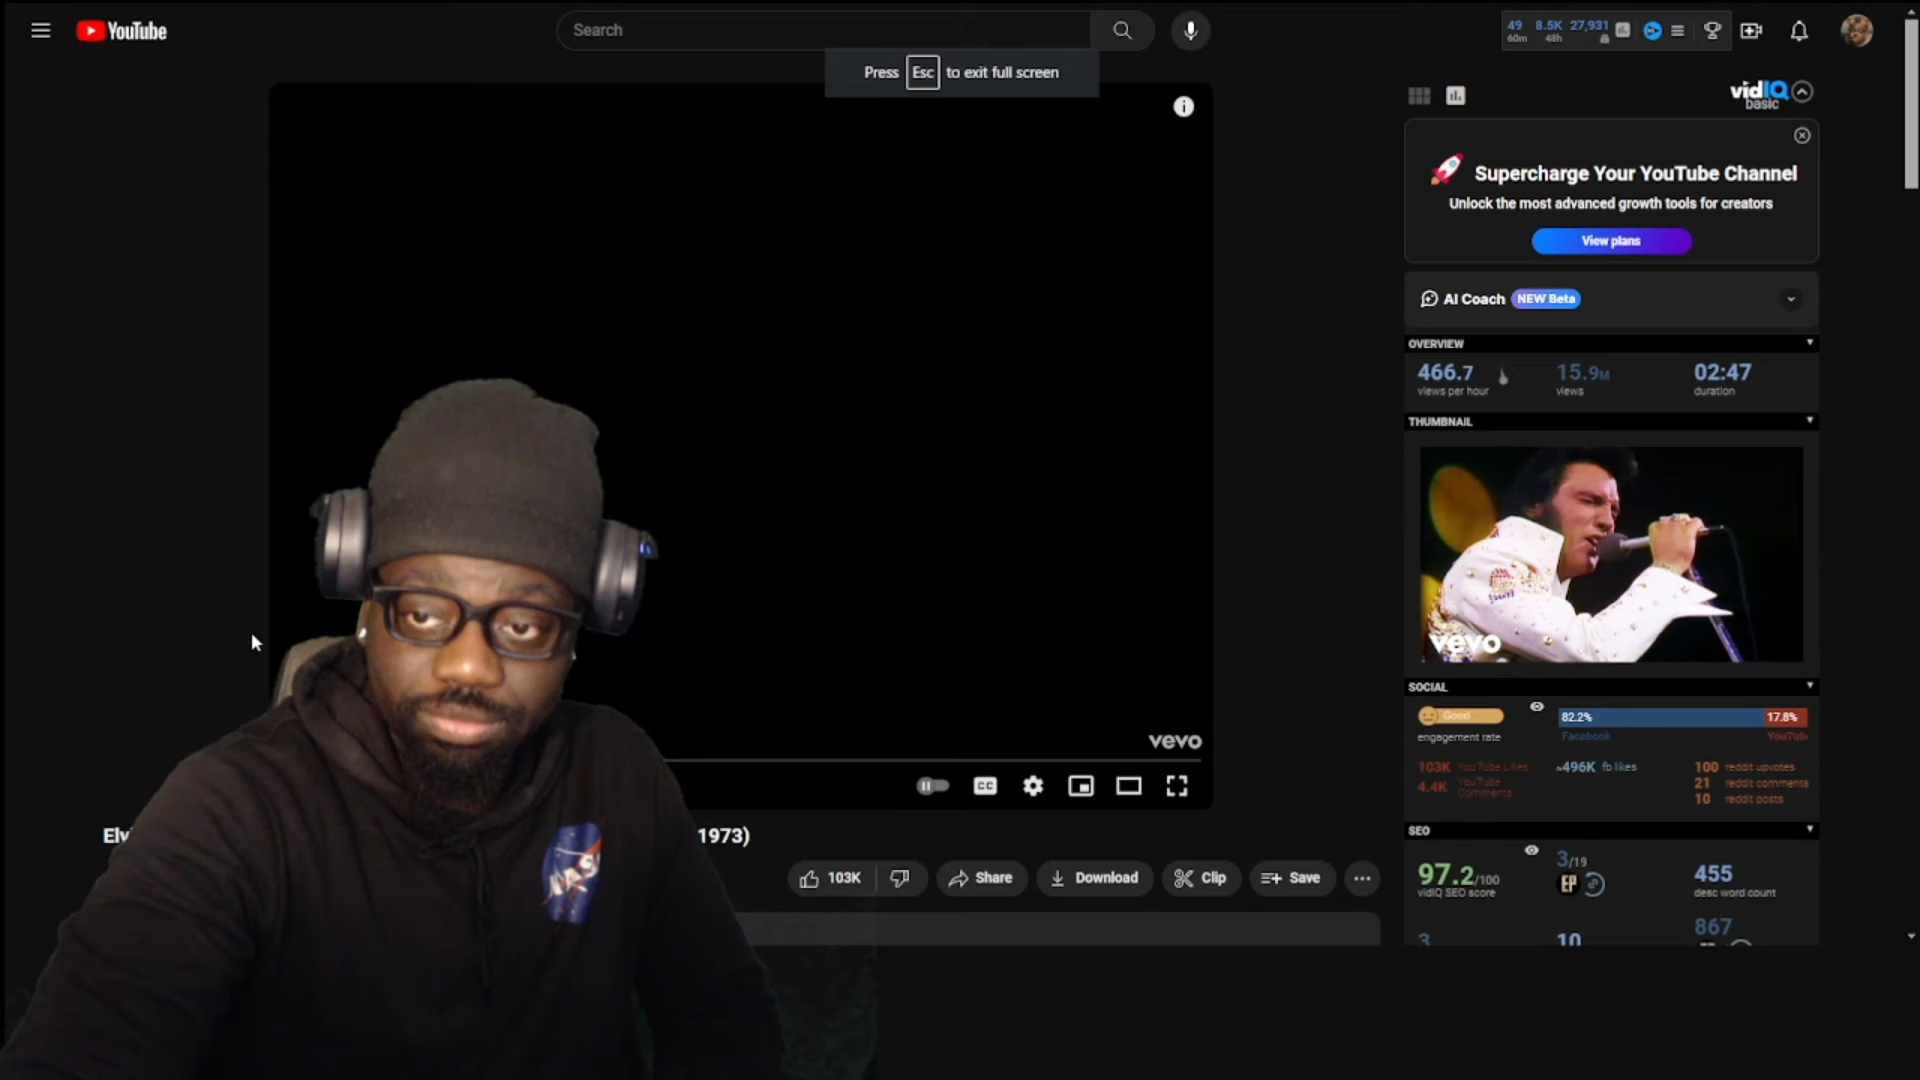 YouTube
Search
49 8.5K 27,931
60m 48h
Press Esc to exit full screen
vidIQ
basic
Supercharge Your YouTube Channel
Unlock the most advanced growth tools for creators
View plans
AI Coach NEW Beta
OVERVIEW
466.7 15.9M 02:47
views per hour views duration
THUMBNAIL
vevo
SOCIAL
Good 82.2% 17.8%
engagement rate Facebook YouTub
103K YouTube Likes 496K fb likes 100 reddit upvotes
4.4K YouTube Comments 21 reddit comments
10 reddit posts
vevo
CC
Elv 1973)
103K Share Download Clip Save
SEO
97.2/100 3/19 455
vidIQ SEO score EP desc word count
867
3 10
NASA